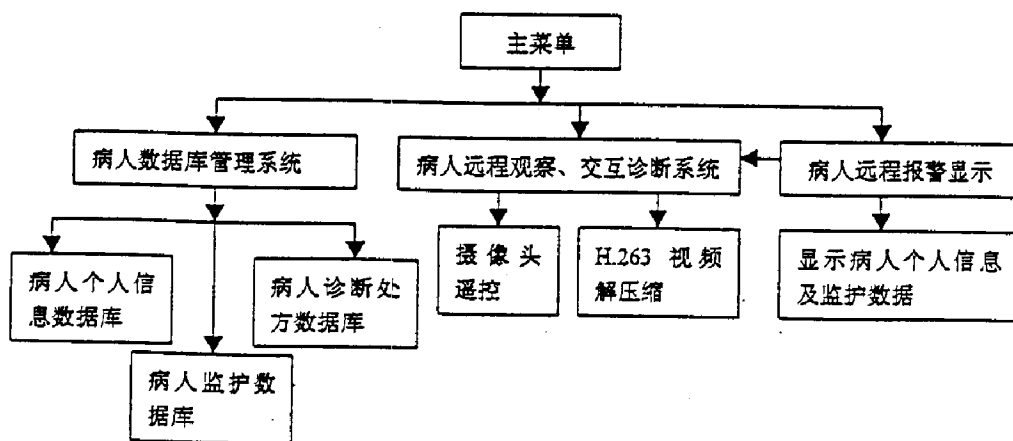 主菜单
病人数据库管理系统
病人远程观察、交互诊断系统
病人远程报警显示
病人个人信
息数据库
病人诊断处
方数据库
摄像头
遥控
H.263 视频
解压缩
显示病人个人信息
及监护数据
病人监护数
据库